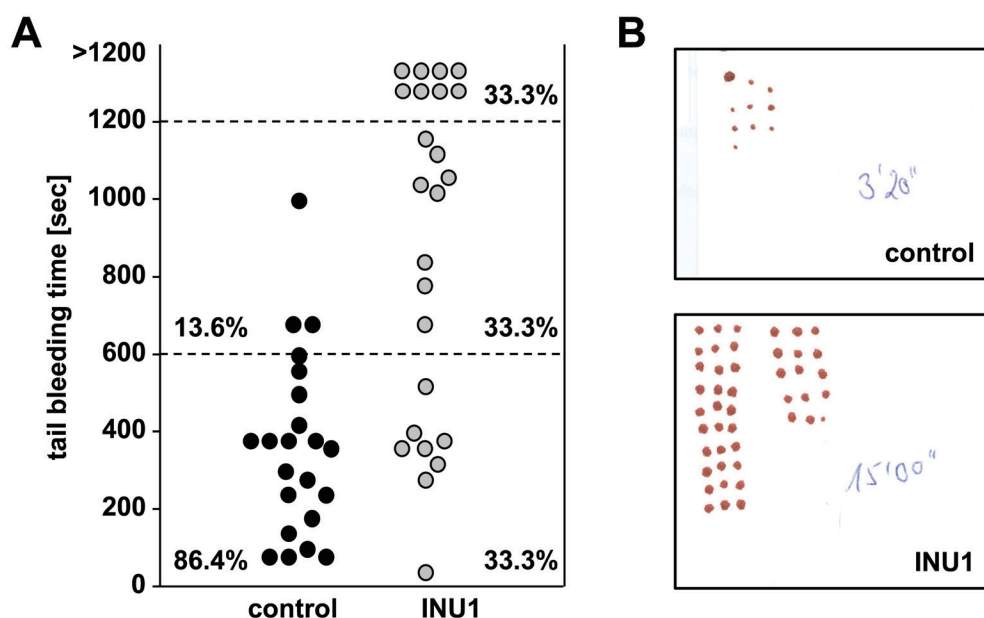 A
B
tail bleeding time [sec]
>1200
1200
1000
800
600
400
200
0
33.3%
13.6%
33.3%
86.4%
33.3%
control
INU1
3'20"
control
15'00"
INU1